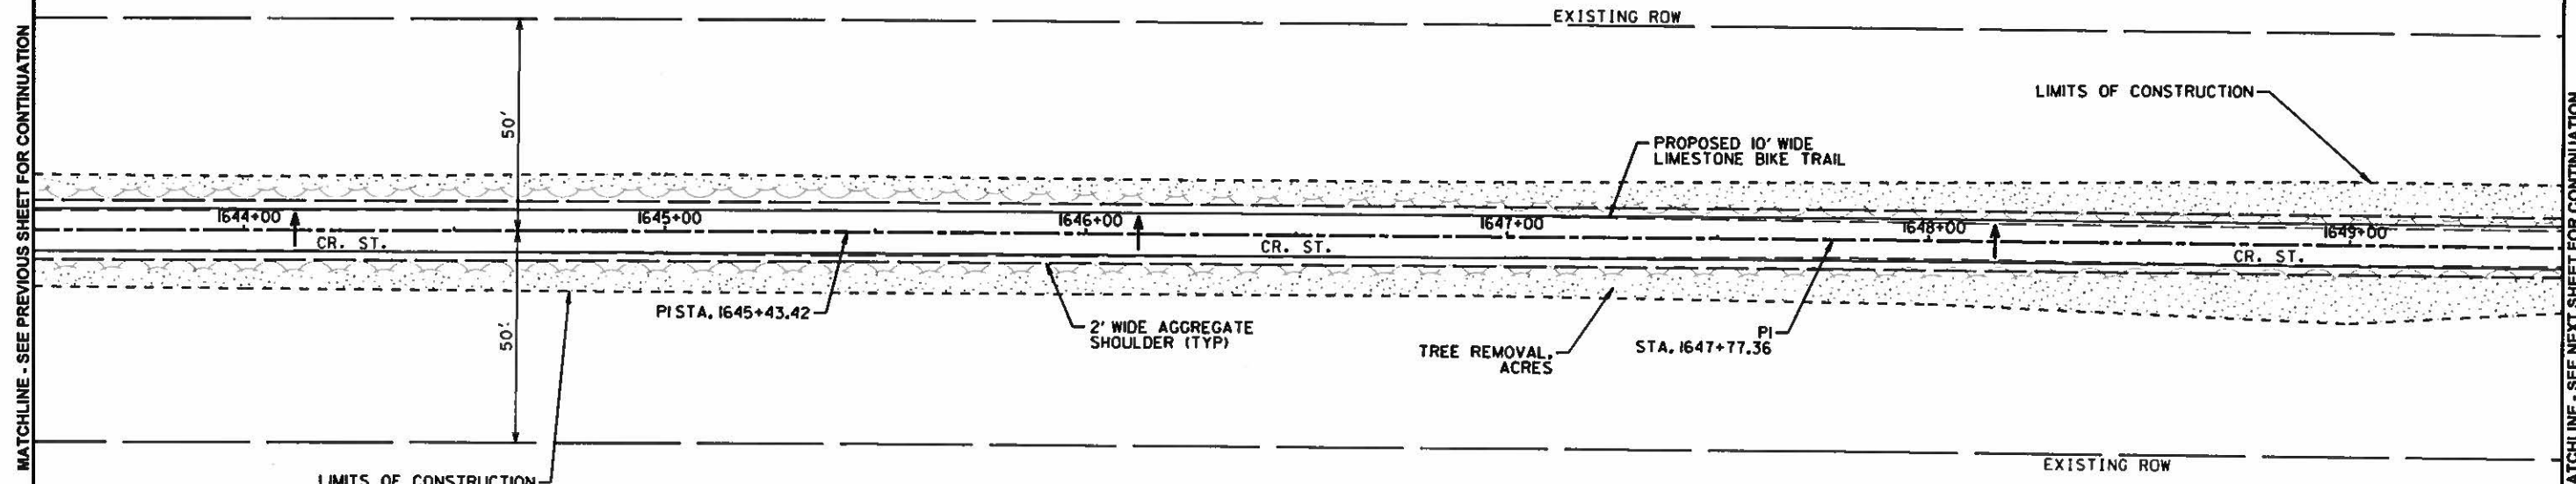 EXISTING ROW
MATCHLINE - SEE PREVIOUS SHEET FOR CONTINUATION
50'
LIMITS OF CONSTRUCTION
MATCHLINE - SEE NEXT SHEET FOR CONTINUATION
PROPOSED 10' WIDE
LIMESTONE BIKE TRAIL
1644+00
1645+00
1646+00
1647+00
1648+00
1649+00
CR. ST.
CR. ST.
CR. ST.
PI STA. 1645+43.42
50'
2' WIDE AGGREGATE
SHOULDER (TYP)
TREE REMOVAL,
ACRES
PI
STA. 1647+77.36
EXISTING ROW
LIMITS OF CONSTRUCTION